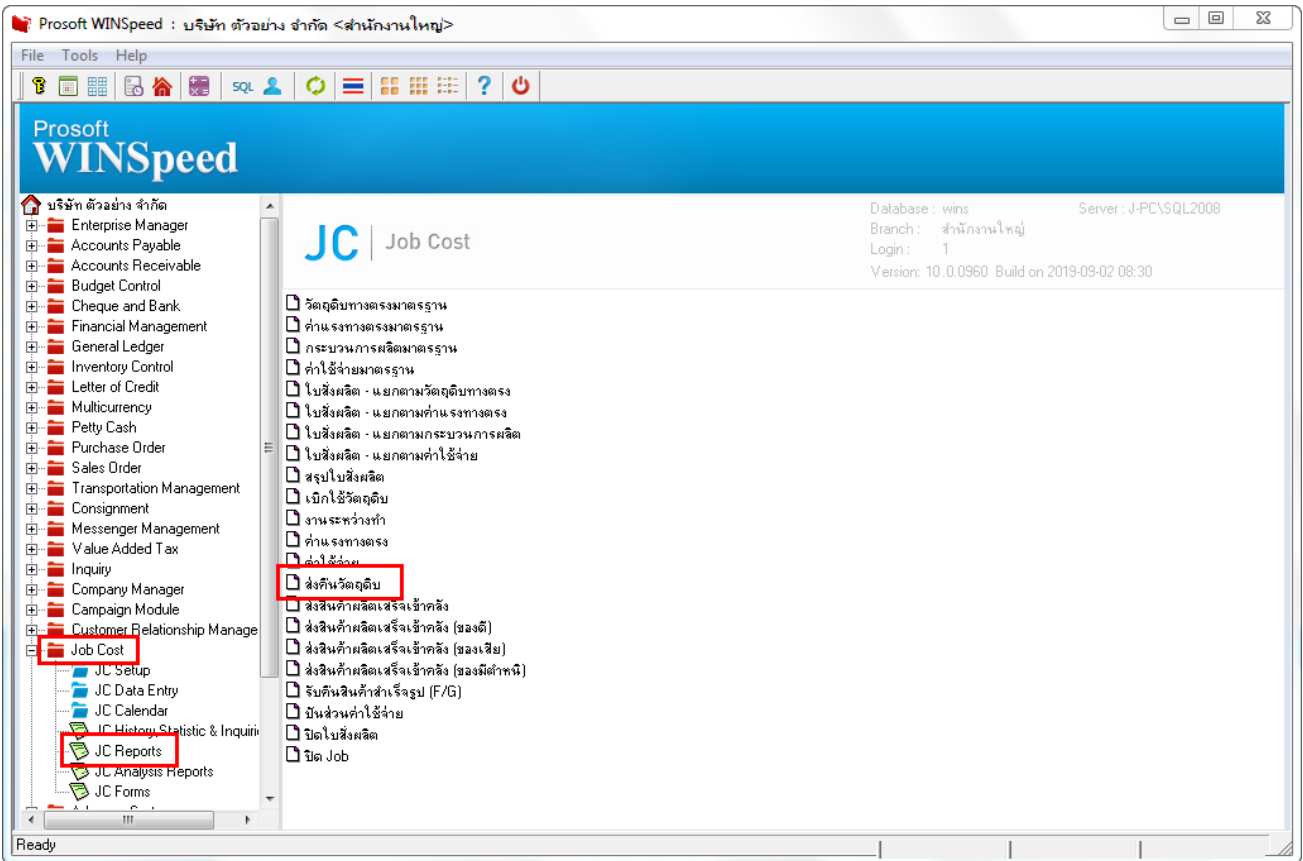 Prosoft WINSpeed : บริษัท ตัวอย่าง จำกัด <สำนักงานใหญ่>
File Tools Help
SQL
Prosoft
WINSpeed
บริษัท ตัวอย่าง จำกัด
Enterprise Manager
Accounts Payable
Accounts Receivable
Budget Control
Cheque and Bank
Financial Management
General Ledger
Inventory Control
Letter of Credit
Multicurrency
Petty Cash
Purchase Order
Sales Order
Transportation Management
Consignment
Messenger Management
Value Added Tax
Inquiry
Company Manager
Campaign Module
Customer Relationship Manage
Job Cost
JC Setup
JC Data Entry
JC Calendar
JC History, Statistic & Inquiri
JC Reports
JC Analysis Reports
JC Forms
JC Job Cost
Database : wins Server : J-PC\SQL2008
Branch : สำนักงานใหญ่
Login : 1
Version: 10.0.0960 Build on 2019-09-02 08:30
วัตถุดิบทางตรงมาตรฐาน
ค่าแรงทางตรงมาตรฐาน
กระบวนการผลิตมาตรฐาน
ค่าใช้จ่ายมาตรฐาน
ใบสั่งผลิต - แยกตามวัตถุดิบทางตรง
ใบสั่งผลิต - แยกตามค่าแรงทางตรง
ใบสั่งผลิต - แยกตามกระบวนการผลิต
ใบสั่งผลิต - แยกตามค่าใช้จ่าย
สรุปใบสั่งผลิต
เบิกใช้วัตถุดิบ
งานระหว่างทำ
ค่าแรงทางตรง
ค่าใช้จ่าย
ส่งคืนวัตถุดิบ
ส่งสินค้าผลิตเสร็จเข้าคลัง
ส่งสินค้าผลิตเสร็จเข้าคลัง (ของดี)
ส่งสินค้าผลิตเสร็จเข้าคลัง (ของเสีย)
ส่งสินค้าผลิตเสร็จเข้าคลัง (ของมีตำหนิ)
รับคืนสินค้าสำเร็จรูป (F/G)
ปันส่วนค่าใช้จ่าย
ปิดใบสั่งผลิต
ปิด Job
Ready